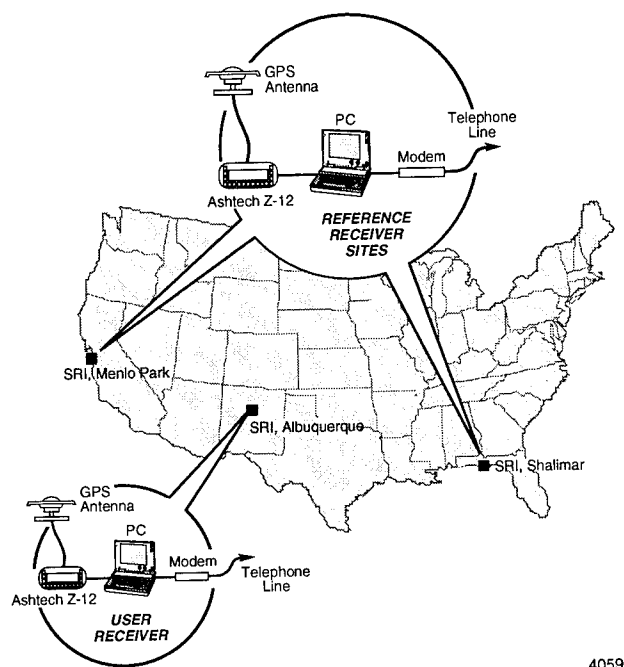 GPS
Antenna
PC
Telephone
Line
Modem
Ashtech Z-12
REFERENCE
RECEIVER
SITES
SRI, Menlo Park
SRI, Albuquerque
SRI, Shalimar
GPS
Antenna
PC
Modem
Telephone
Line
Ashtech Z-12
USER
RECEIVER
4059